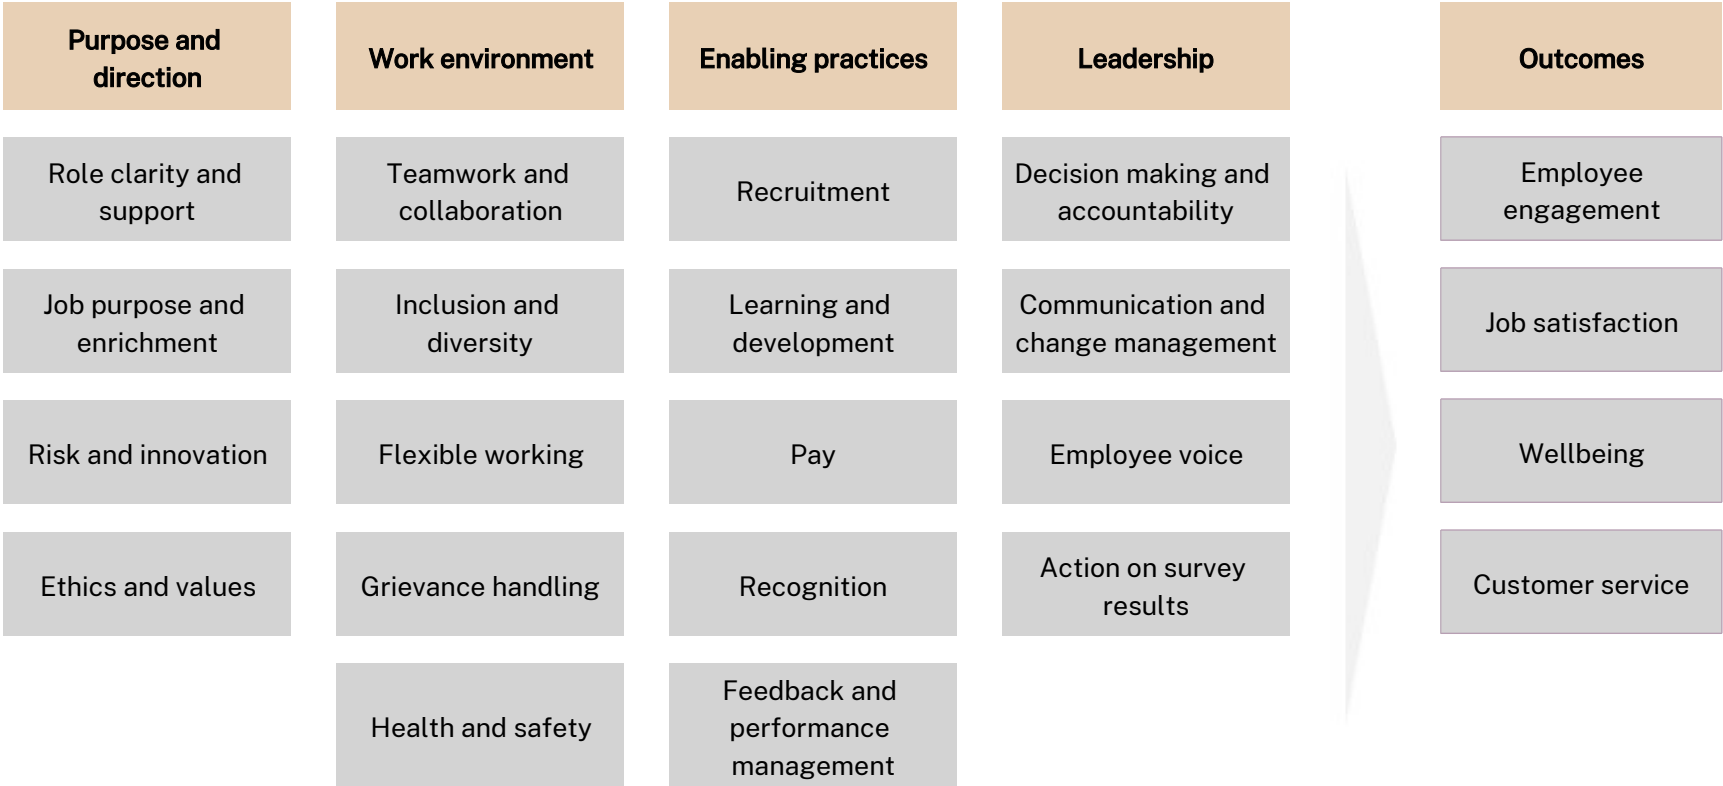 Purpose and
direction
Role clarity and
support
Job purpose and
enrichment
Risk and innovation
Ethics and values
Work environment
Teamwork and
collaboration
Inclusion and
diversity
Flexible working
Grievance handling
Health and safety
Enabling practices
Recruitment
Learning and
development
Pay
Recognition
Feedback and
performance
management
Leadership
Decision making and
accountability
Communication and
change management
Employee voice
Action on survey
results
Outcomes
Employee
engagement
Job satisfaction
Wellbeing
Customer service